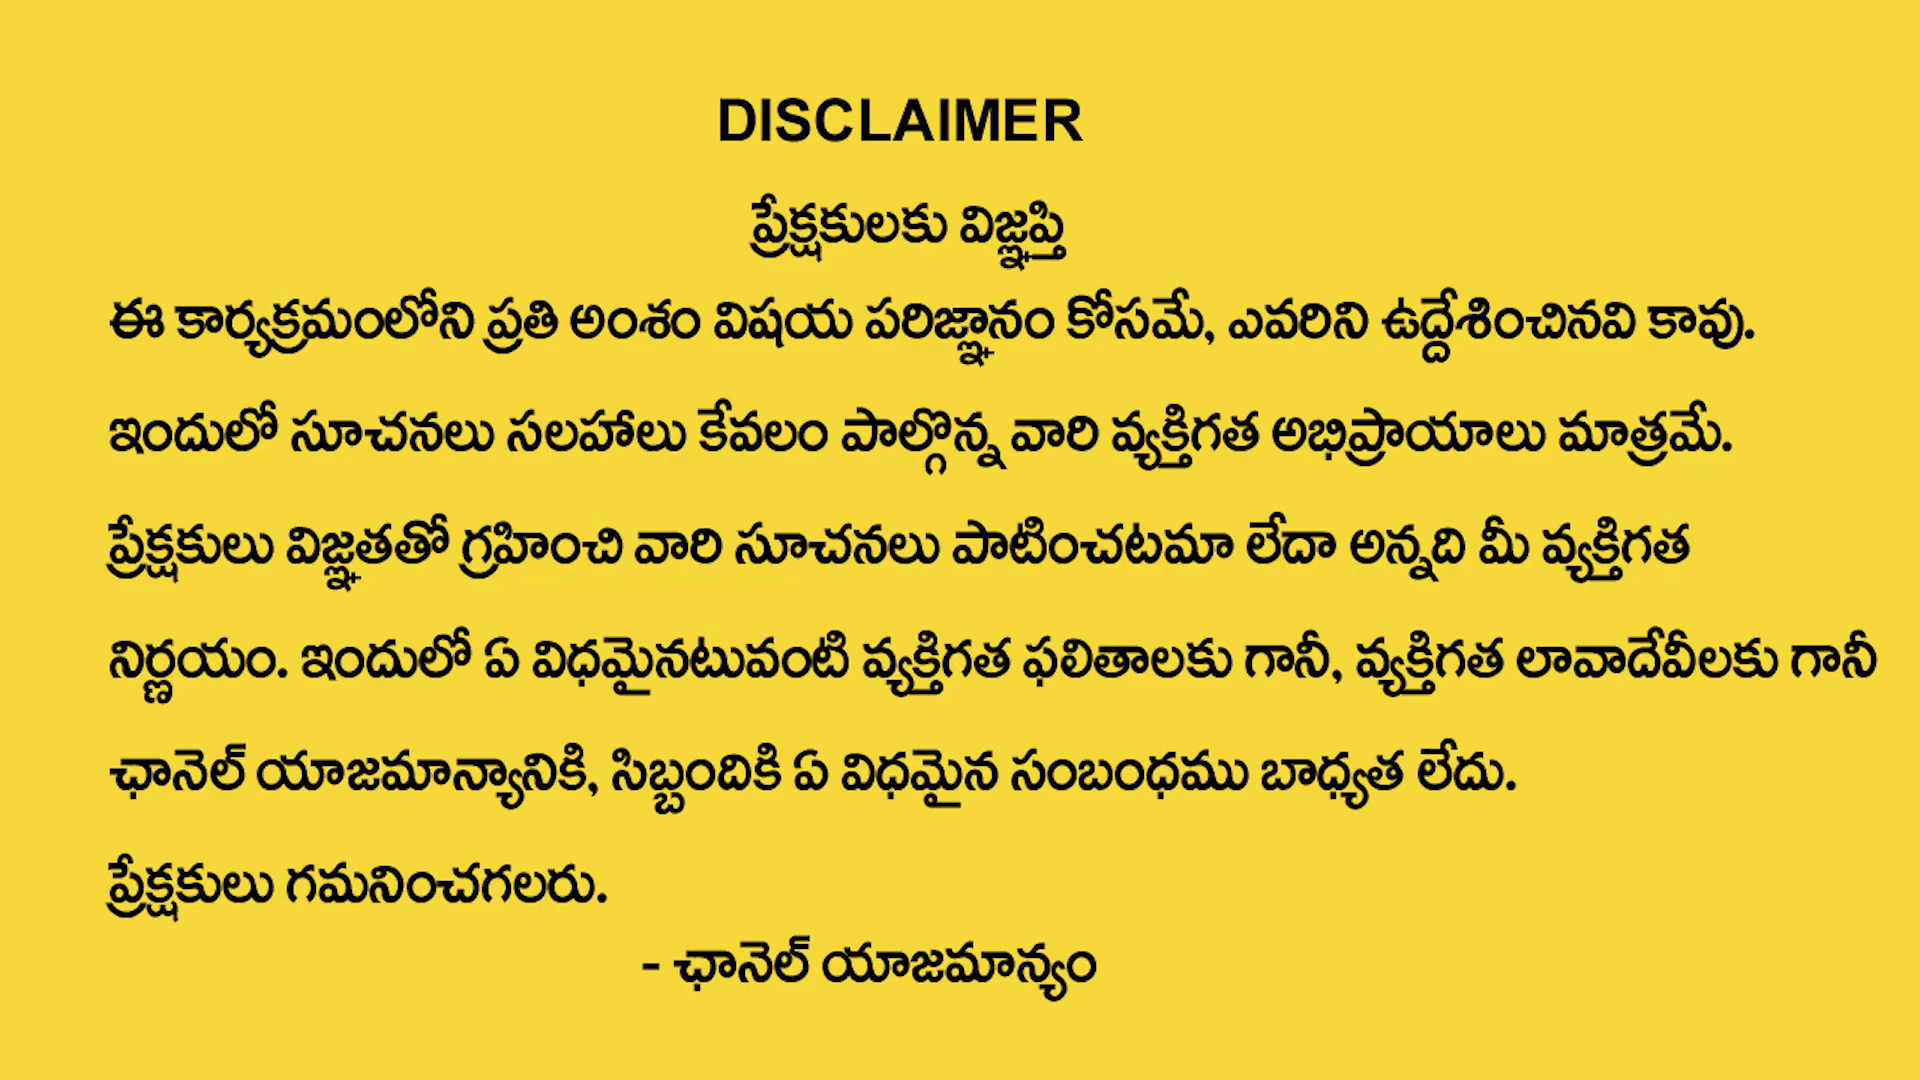 DISCLAIMER
ప్రేక్షకులకు విజ్ఞప్తి
ఈ కార్యక్రమంలోని ప్రతి అంశం విషయ పరిజ్ఞానం కోసమే, ఎవరిని ఉద్దేశించినవి కావు.
ఇందులో సూచనలు సలహాలు కేవలం పాల్గొన్న వారి వ్యక్తిగత అభిప్రాయాలు మాత్రమే.
ప్రేక్షకులు విజ్ఞతతో గ్రహించి వారి సూచనలు పాటించటమా లేదా అన్నది మీ వ్యక్తిగత
నిర్ణయం. ఇందులో ఏ విధమైనటువంటి వ్యక్తిగత ఫలితాలకు గానీ, వ్యక్తిగత లావాదేవీలకు గానీ
ఛానెల్ యాజమాన్యానికి, సిబ్బందికి ఏ విధమైన సంబంధము బాధ్యత లేదు.
ప్రేక్షకులు గమనించగలరు.
- ఛానెల్ యాజమాన్యం